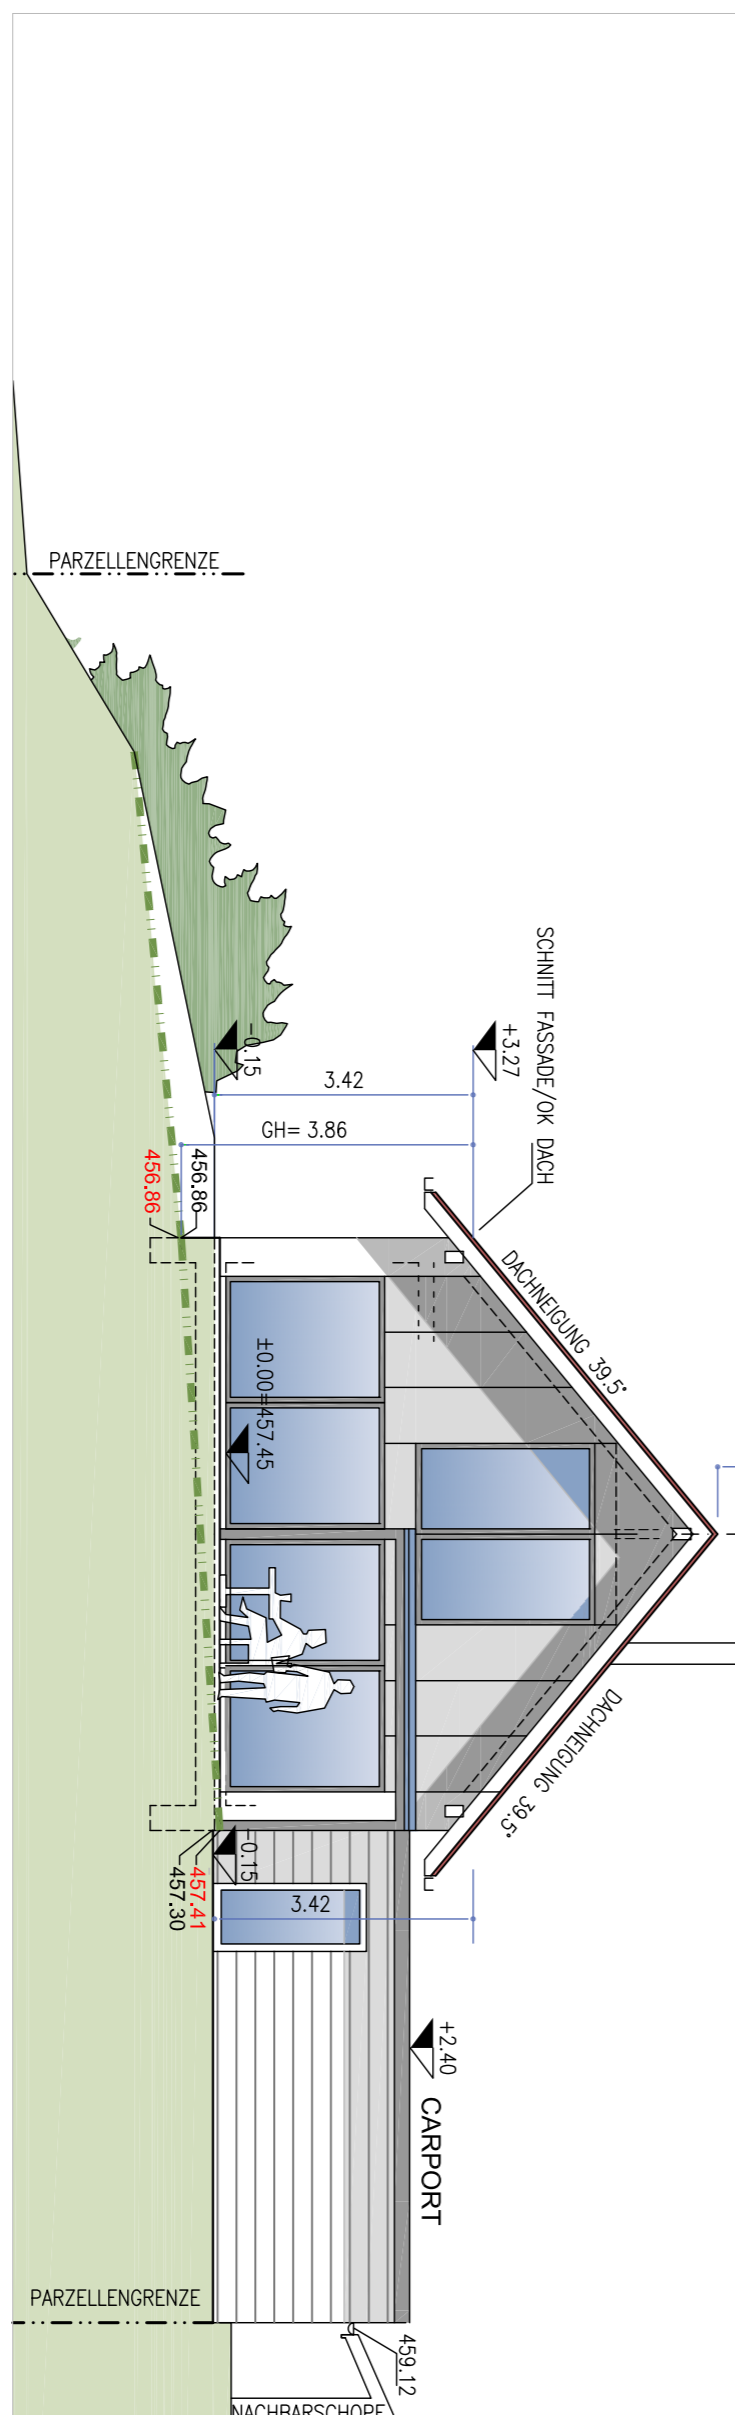 PARZELLENGRENZE
SCHNITT FASSADE/OK DACH
-0.15
+3.27
3.42
GH= 3.86
456.86
456.86
DACHNEIGUNG 39.5°
±0.00=457.45
DACHNEIGUNG 39.5°
-0.15
457.41
457.30
3.42
+2.40
CARPORT
PARZELLENGRENZE
459.12
NACHBARSCHOPF